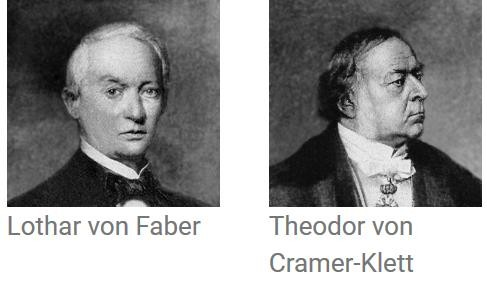 Lothar von Faber
Theodor von
Cramer-Klett